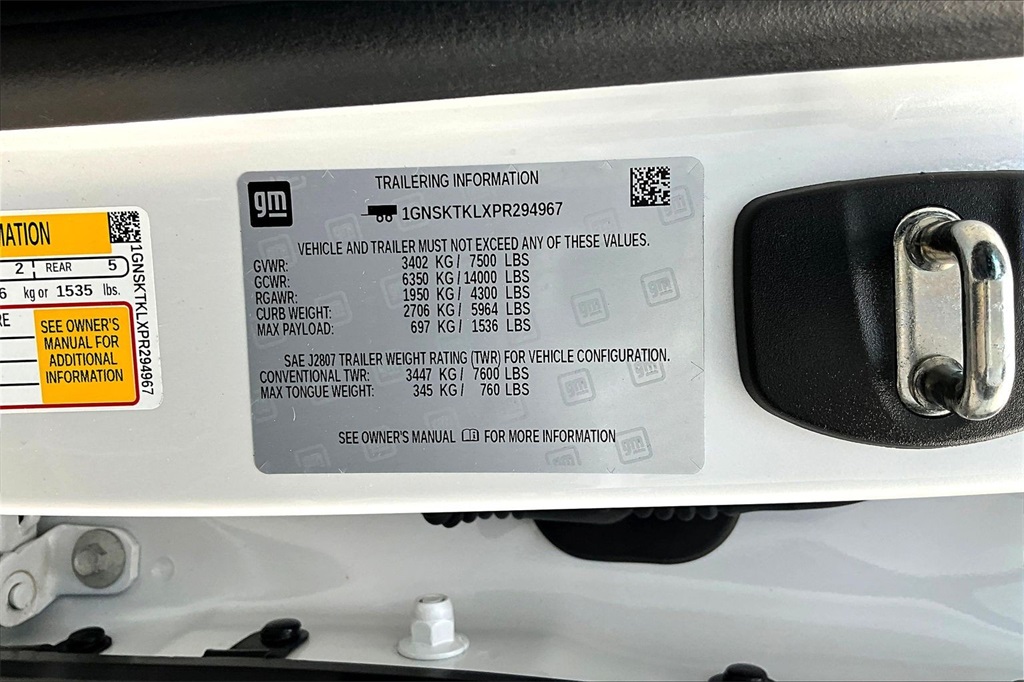 MATION
2 REAR 5
6 kg or 1535 lbs.
RE
SEE OWNER'S
MANUAL FOR
ADDITIONAL
INFORMATION
1GNSKTKLXPR294967
gm
TRAILERING INFORMATION
1GNSKTKLXPR294967
VEHICLE AND TRAILER MUST NOT EXCEED ANY OF THESE VALUES.
GVWR: 3402 KG/ 7500 LBS
GCWR: 6350 KG/14000 LBS
RGAWR: 1950 KG/ 4300 LBS
CURB WEIGHT: 2706 KG/ 5964 LBS
MAX PAYLOAD: 697 KG/ 1536 LBS
SAE J2807 TRAILER WEIGHT RATING (TWR) FOR VEHICLE CONFIGURATION.
CONVENTIONAL TWR: 3447 KG/ 7600 LBS
MAX TONGUE WEIGHT: 345 KG/ 760 LBS
SEE OWNER'S MANUAL FOR MORE INFORMATION